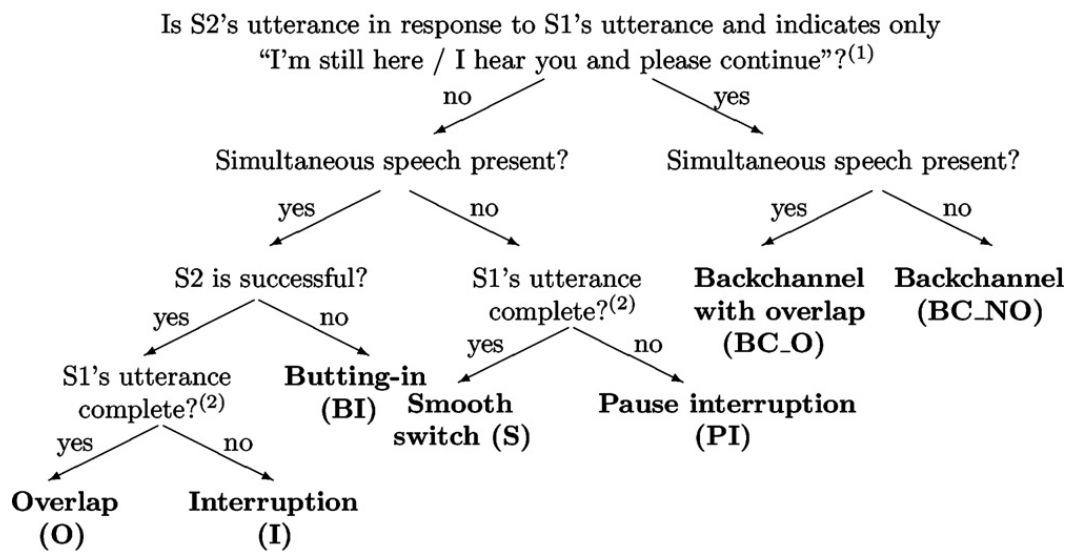 Is S2's utterance in response to S1's utterance and indicates only
“I'm still here / I hear you and please continue”?(1)
no
yes
Simultaneous speech present?
Simultaneous speech present?
yes
no
yes
no
S2 is successful?
S1's utterance
complete?(2)
Backchannel
with overlap
(BC_O)
Backchannel
(BC_NO)
yes
no
yes
no
S1's utterance
complete?(2)
Butting-in
(BI)
Smooth
switch (S)
Pause interruption
(PI)
yes
no
Overlap
(O)
Interruption
(I)